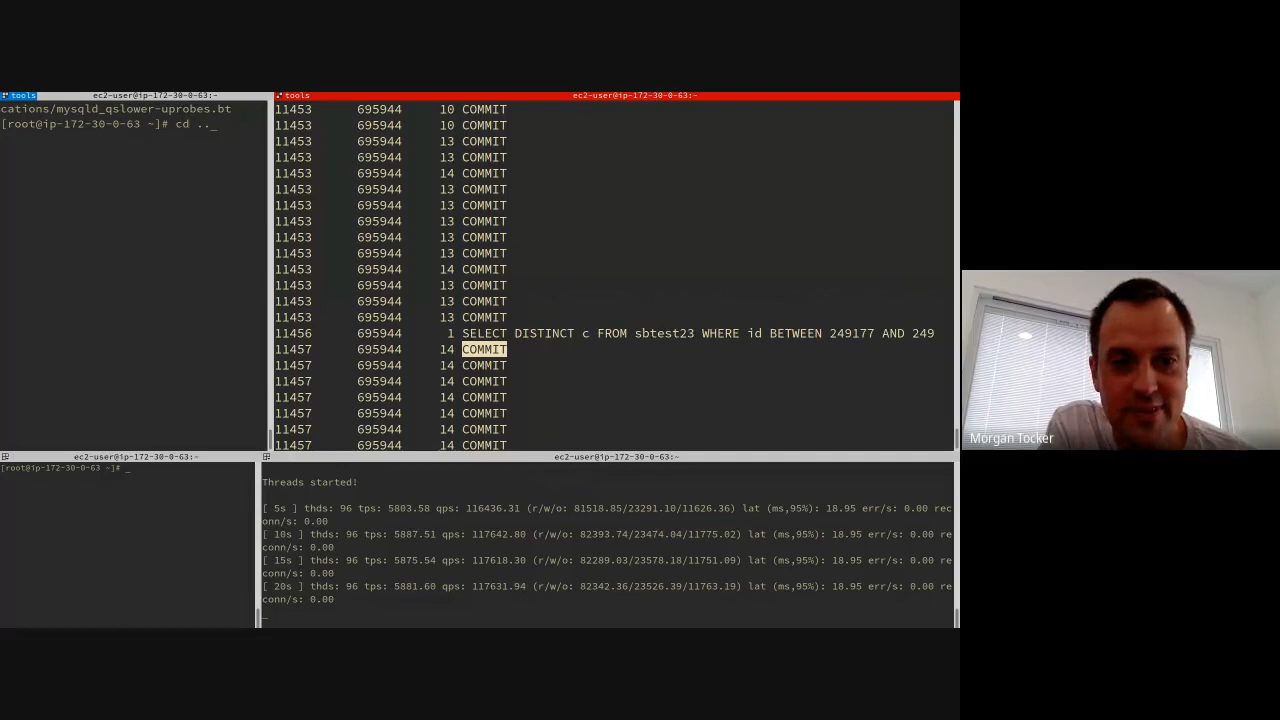 tools
ec2-user@ip-172-30-0-63:~
cations/mysqld_qslower-uprobes.bt
[root@ip-172-30-0-63 ~]# cd .._
tools
ec2-user@ip-172-30-0-63:~
11453 695944 10 COMMIT
11453 695944 10 COMMIT
11453 695944 13 COMMIT
11453 695944 13 COMMIT
11453 695944 14 COMMIT
11453 695944 13 COMMIT
11453 695944 13 COMMIT
11453 695944 13 COMMIT
11453 695944 13 COMMIT
11453 695944 13 COMMIT
11453 695944 14 COMMIT
11453 695944 13 COMMIT
11453 695944 13 COMMIT
11453 695944 13 COMMIT
11456 695944 1 SELECT DISTINCT c FROM sbtest23 WHERE id BETWEEN 249177 AND 249
11457 695944 14 COMMIT
11457 695944 14 COMMIT
11457 695944 14 COMMIT
11457 695944 14 COMMIT
11457 695944 14 COMMIT
11457 695944 14 COMMIT
11457 695944 14 COMMIT
ec2-user@ip-172-30-0-63:~
[root@ip-172-30-0-63 ~]# _
ec2-user@ip-172-30-0-63:~
Threads started!
[ 5s ] thds: 96 tps: 5803.58 qps: 116436.31 (r/w/o: 81518.85/23291.10/11626.36) lat (ms,95%): 18.95 err/s: 0.00 rec
onn/s: 0.00
[ 10s ] thds: 96 tps: 5887.51 qps: 117642.80 (r/w/o: 82393.74/23474.04/11775.02) lat (ms,95%): 18.95 err/s: 0.00 re
conn/s: 0.00
[ 15s ] thds: 96 tps: 5875.54 qps: 117618.30 (r/w/o: 82289.03/23578.18/11751.09) lat (ms,95%): 18.95 err/s: 0.00 re
conn/s: 0.00
[ 20s ] thds: 96 tps: 5881.60 qps: 117631.94 (r/w/o: 82342.36/23526.39/11763.19) lat (ms,95%): 18.95 err/s: 0.00 re
conn/s: 0.00
_
Morgan Tocker